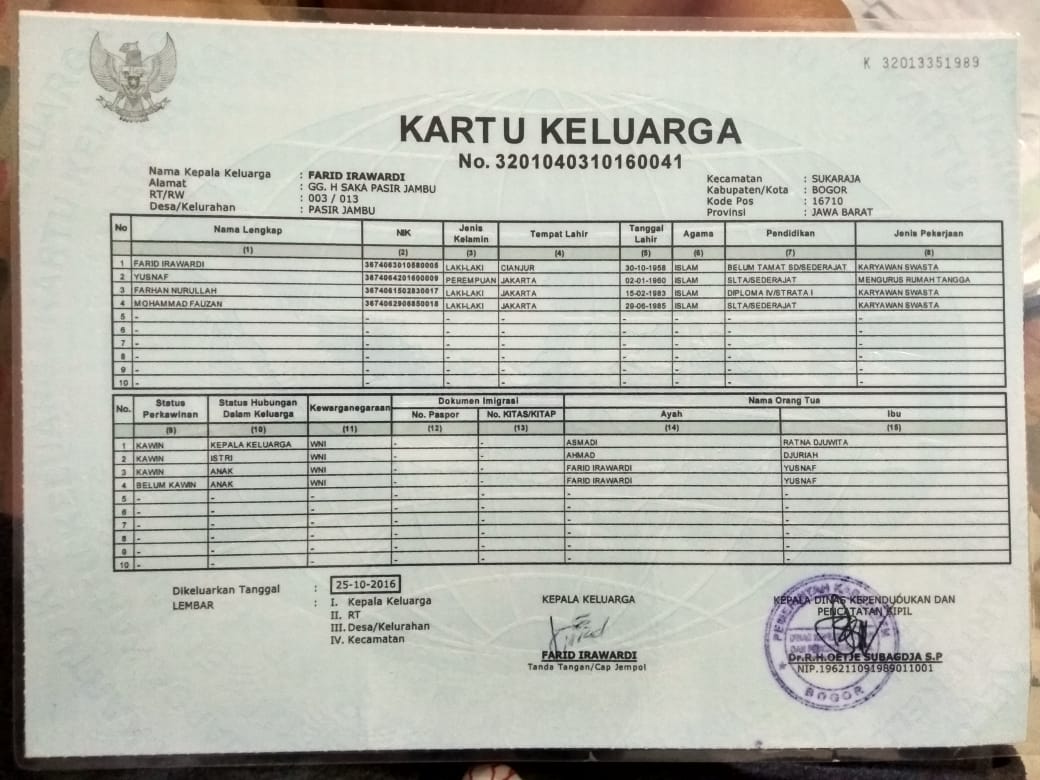 K 32013351989
KARTU KELUARGA
No. 3201040310160041
Nama Kepala Keluarga : FARID IRAWARDI
Alamat : GG. H SAKA PASIR JAMBU
RT/RW : 003 / 013
Desa/Kelurahan : PASIR JAMBU
Kecamatan : SUKARAJA
Kabupaten/Kota : BOGOR
Kode Pos : 16710
Provinsi : JAWA BARAT
No Nama Lengkap NIK Jenis Kelamin Tempat Lahir Tanggal Lahir Agama Pendidikan Jenis Pekerjaan
(1) (2) (3) (4) (5) (6) (7) (8)
1 FARID IRAWARDI 3674063010580005 LAKI-LAKI CIANJUR 30-10-1958 ISLAM BELUM TAMAT SD/SEDERAJAT KARYAWAN SWASTA
2 YUSNAF 3674064201600009 PEREMPUAN JAKARTA 02-01-1960 ISLAM SLTA/SEDERAJAT MENGURUS RUMAH TANGGA
3 FARHAN NURULLAH 3674061502830017 LAKI-LAKI JAKARTA 15-02-1983 ISLAM DIPLOMA IV/STRATA I KARYAWAN SWASTA
4 MOHAMMAD FAUZAN 3674062906850018 LAKI-LAKI JAKARTA 29-06-1985 ISLAM SLTA/SEDERAJAT KARYAWAN SWASTA
5 - - - - - - - -
6 - - - - - - - -
7 - - - - - - - -
8 - - - - - - - -
9 - - - - - - - -
10 - - - - - - - -
No. Status Perkawinan Status Hubungan Dalam Keluarga Kewarganegaraan Dokumen Imigrasi Nama Orang Tua
No. Paspor No. KITAS/KITAP Ayah Ibu
(9) (10) (11) (12) (13) (14) (15)
1 KAWIN KEPALA KELUARGA WNI - - ASMADI RATNA DJUWITA
2 KAWIN ISTRI WNI - - AHMAD DJURIAH
3 KAWIN ANAK WNI - - FARID IRAWARDI YUSNAF
4 BELUM KAWIN ANAK WNI - - FARID IRAWARDI YUSNAF
5 - - - - - - -
6 - - - - - - -
7 - - - - - - -
8 - - - - - - -
9 - - - - - - -
10 - - - - - - -
Dikeluarkan Tanggal : 25-10-2016
LEMBAR : I. Kepala Keluarga
II. RT
III. Desa/Kelurahan
IV. Kecamatan
KEPALA KELUARGA
FARID IRAWARDI
Tanda Tangan/Cap Jempol
KEPALA DINAS KEPENDUDUKAN DAN
PENCATATAN SIPIL
Dr.R.H.OETJE SUBAGDJA S.P
NIP.196211091989011001
BOGOR